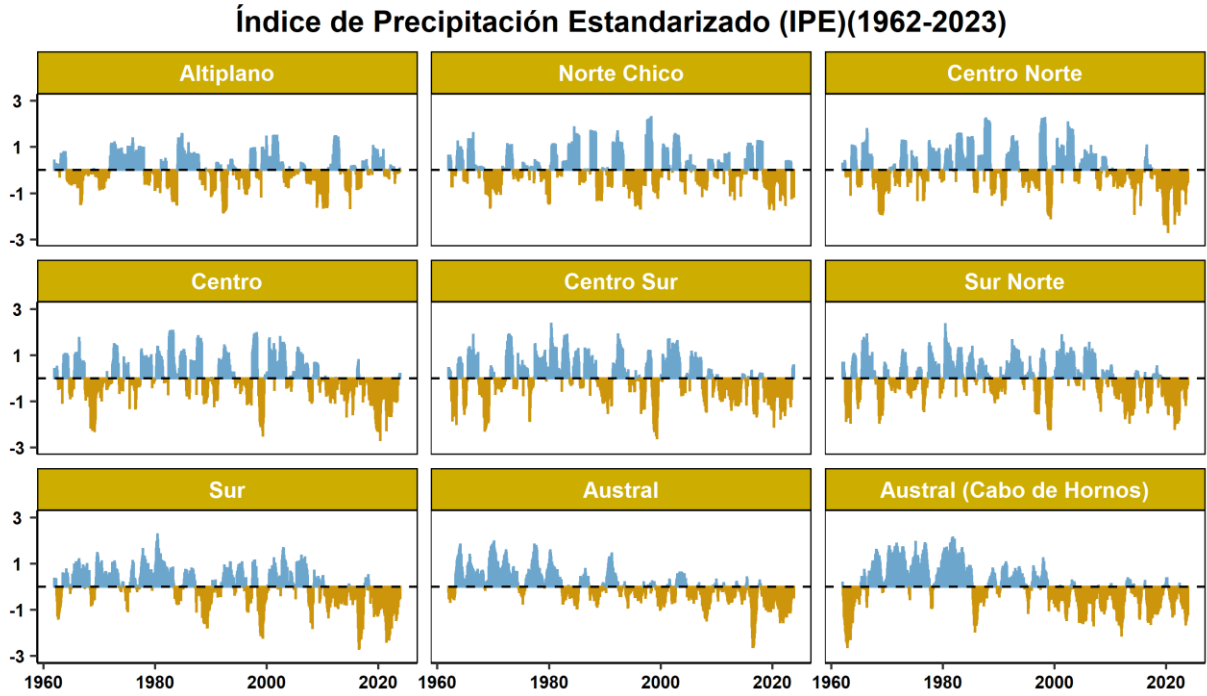 Índice de Precipitación Estandarizado (IPE)(1962-2023)
Altiplano
Norte Chico
Centro Norte
3
1
-1
-3
Centro
Centro Sur
Sur Norte
3
1
-1
-3
Sur
Austral
Austral (Cabo de Hornos)
3
1
-1
-3
1960 1980 2000 2020
1960 1980 2000 2020
1960 1980 2000 2020